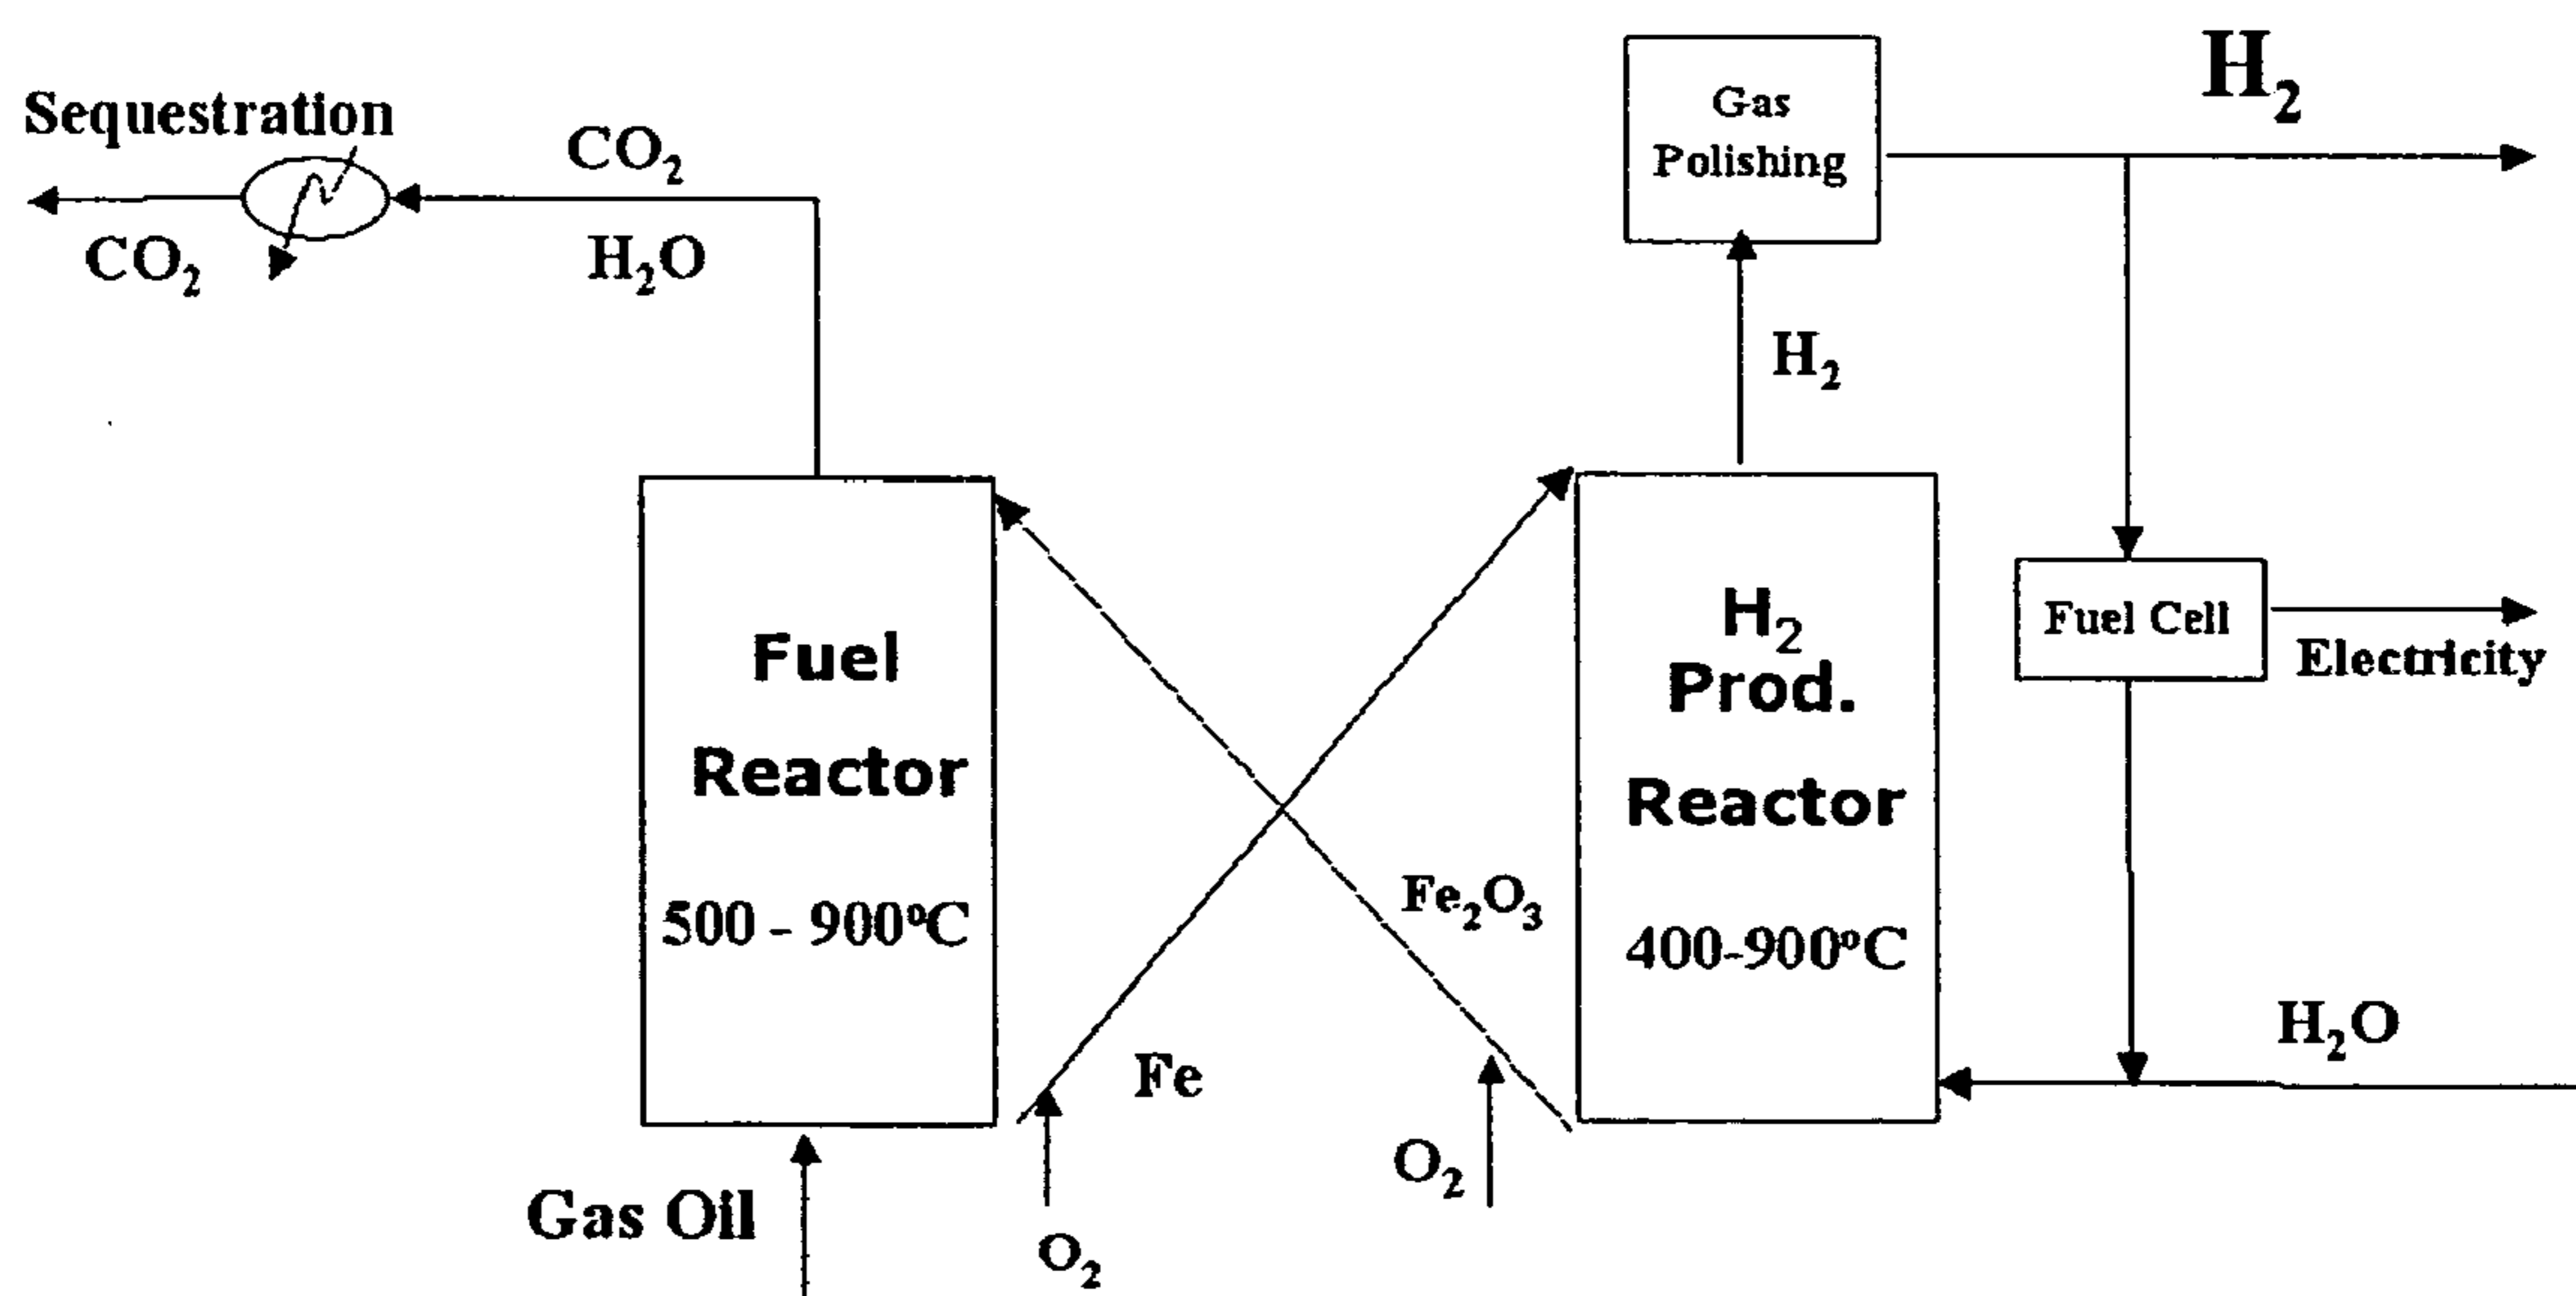 Sequestration
CO₂
H₂O
CO₂
Gas
Polishing
H₂
H₂
Fuel
Reactor
500 - 900°C
H₂
Prod.
Reactor
400-900°C
Fuel Cell
Electricity
Fe₂O₃
Fe
H₂O
O₂
Gas Oil
O₂